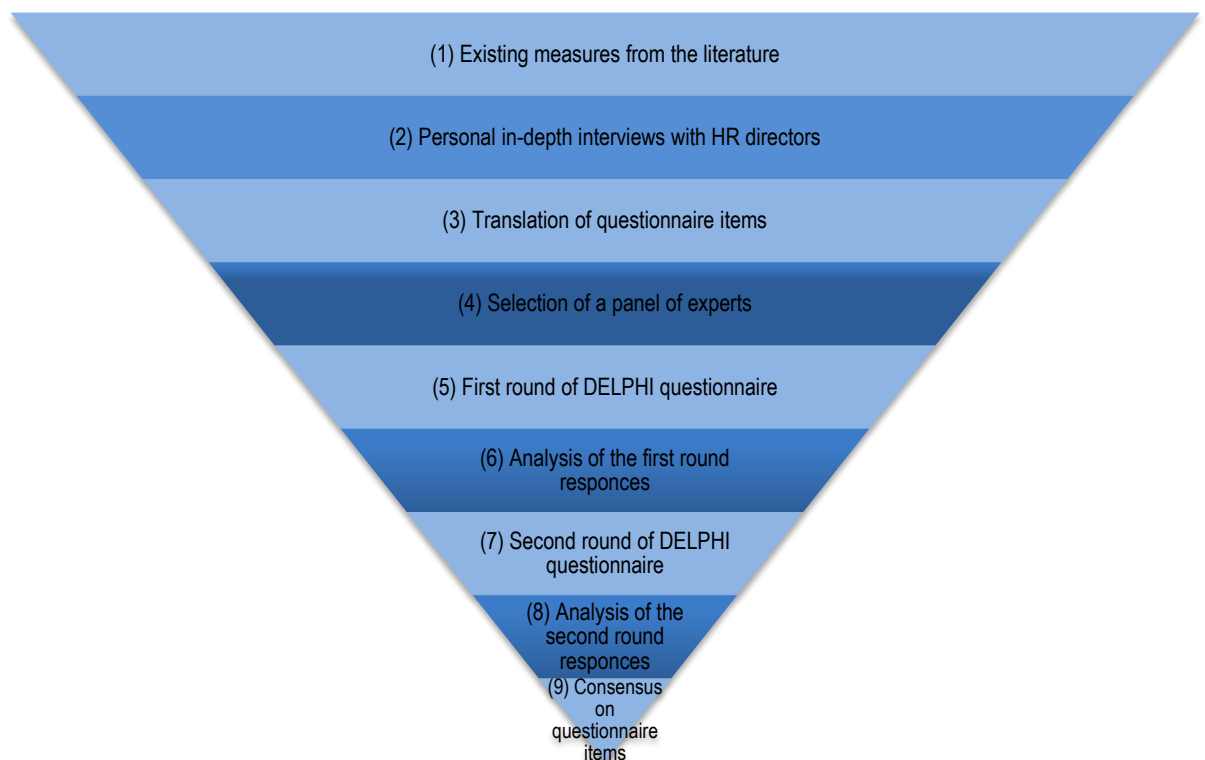 (1) Existing measures from the literature
(2) Personal in-depth interviews with HR directors
(3) Translation of questionnaire items
(4) Selection of a panel of experts
(5) First round of DELPHI questionnaire
(6) Analysis of the first round
responces
(7) Second round of DELPHI
questionnaire
(8) Analysis of the
second round
responces
(9) Consensus
on
questionnaire
items